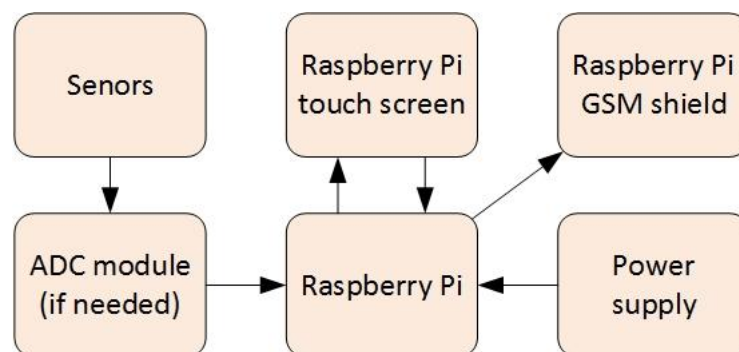 Senors
Raspberry Pi
touch screen
Raspberry Pi
GSM shield
ADC module
(if needed)
Raspberry Pi
Power
supply